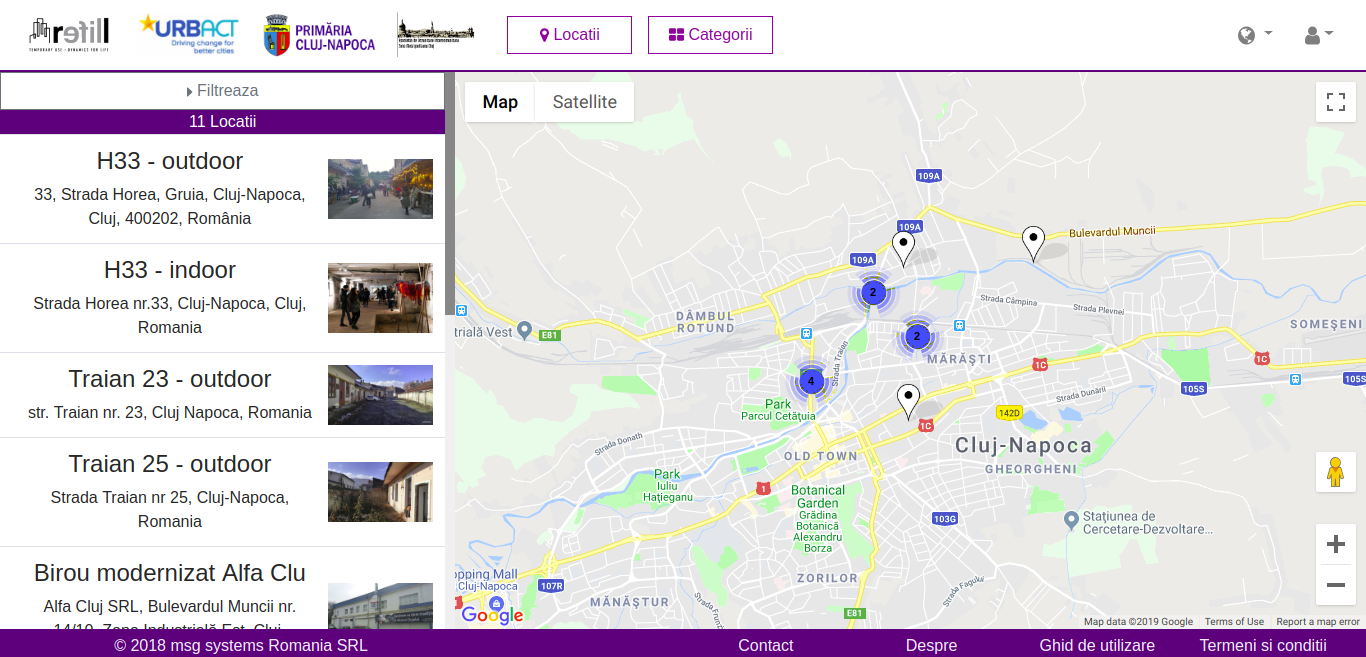 refill
TEMPORARY USE - DYNAMICS FOR LIFE
URBACT
Driving change for
better cities
PRIMĂRIA
CLUJ-NAPOCA
Locatii
Categorii
Filtreaza
11 Locatii
H33 - outdoor
33, Strada Horea, Gruia, Cluj-Napoca,
Cluj, 400202, România
H33 - indoor
Strada Horea nr.33, Cluj-Napoca, Cluj,
Romania
Traian 23 - outdoor
str. Traian nr. 23, Cluj Napoca, Romania
Traian 25 - outdoor
Strada Traian nr 25, Cluj-Napoca,
Romania
Birou modernizat Alfa Clu
Alfa Cluj SRL, Bulevardul Muncii nr.
14/10, Zona Industrială Est, Cluj
Map
Satellite
109A
109A
Bulevardul Muncii
109A
2
Strada Câmpina
Strada Plevnei
DÂMBUL
ROTUND
trială Vest
E81
2
SOMEȘENI
Strada Traian
MĂRĂȘTI
1C
1C
4
105S
105S
Strada Dunării
Park
Parcul Cetățuia
142D
1C
Strada Donath
Cluj-Napoca
OLD TOWN
GHEORGHENI
Park
Iuliu
Hațieganu
1
Botanical
Garden
Grădina
Botanică
Alexandru
Borza
103G
Stațiunea de
Cercetare-Dezvoltare...
opping Mall
Cluj-Napoca
107R
ZORILOR
Strada Fagului
MĂNĂȘTUR
Strada Frunz
E81
Google
Map data ©2019 Google
Terms of Use
Report a map error
© 2018 msg systems Romania SRL
Contact
Despre
Ghid de utilizare
Termeni si conditii